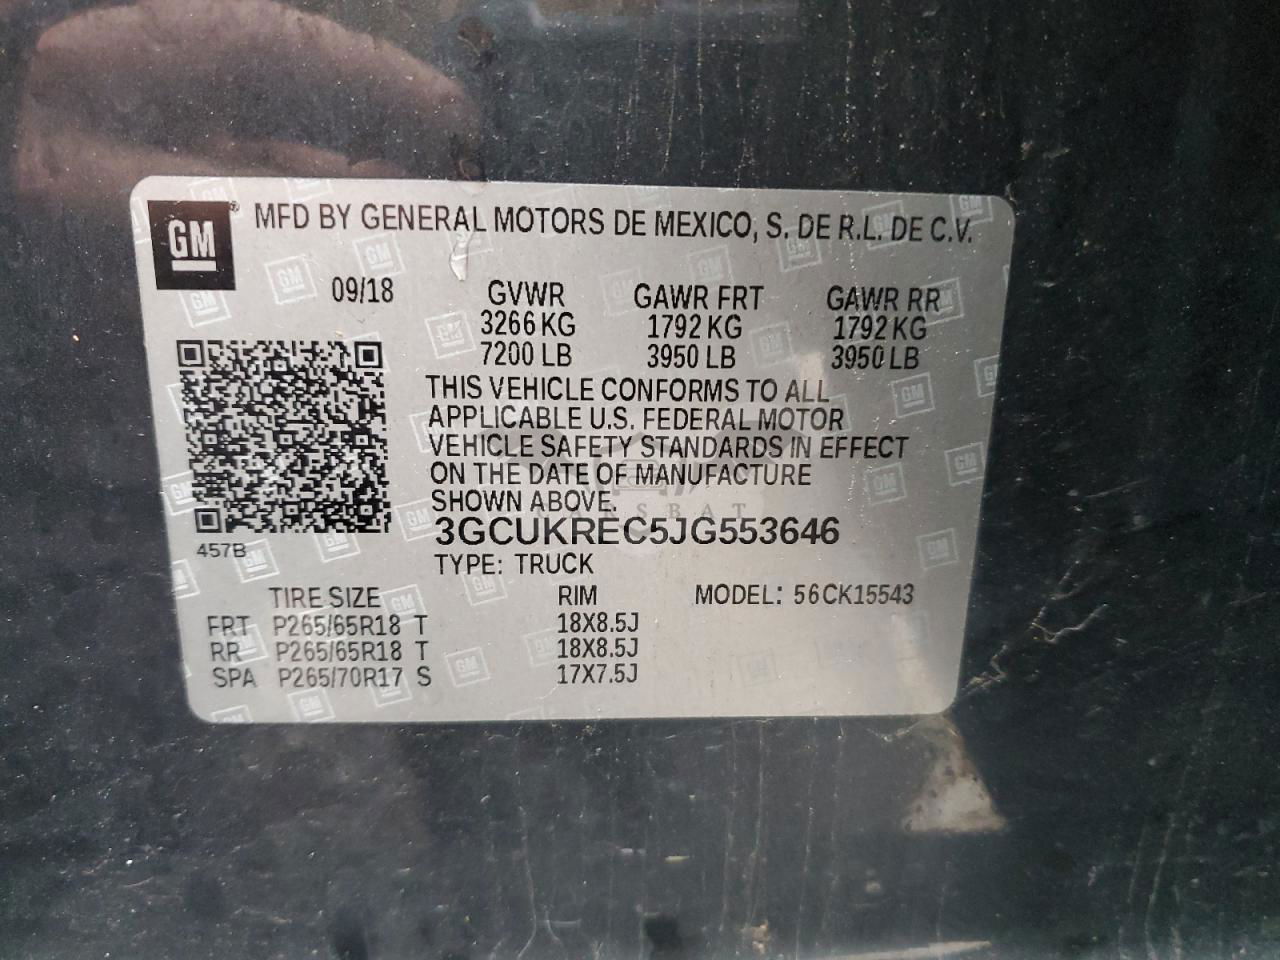 GM® MFD BY GENERAL MOTORS DE MEXICO, S. DE R.L. DE C.V.
09/18 GVWR GAWR FRT GAWR RR
3266 KG 1792 KG 1792 KG
7200 LB 3950 LB 3950 LB
THIS VEHICLE CONFORMS TO ALL
APPLICABLE U.S. FEDERAL MOTOR
VEHICLE SAFETY STANDARDS IN EFFECT
ON THE DATE OF MANUFACTURE
SHOWN ABOVE.
CARSBAT
3GCUKREC5JG553646
457B
TYPE: TRUCK
TIRE SIZE RIM MODEL: 56CK15543
FRT P265/65R18 T 18X8.5J
RR P265/65R18 T 18X8.5J
SPA P265/70R17 S 17X7.5J